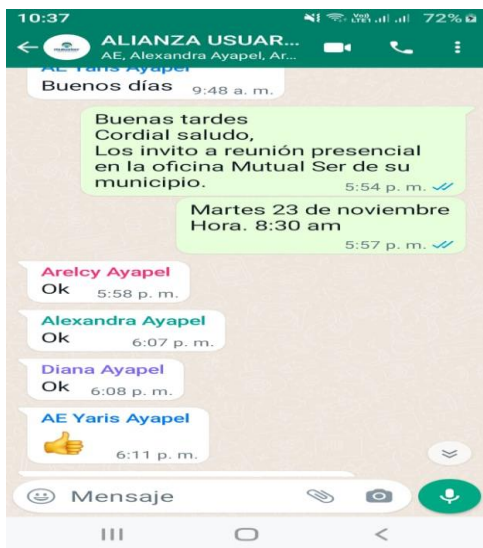 10:37
72%
ALIANZA USUAR...
AE, Alexandra Ayapel, Ar...
AE Yaris Ayapel
Buenos días 9:48 a. m.
Buenas tardes
Cordial saludo,
Los invito a reunión presencial
en la oficina Mutual Ser de su
municipio.
5:54 p. m.
Martes 23 de noviembre
Hora. 8:30 am
5:57 p. m.
Arelcy Ayapel
Ok 5:58 p. m.
Alexandra Ayapel
Ok 6:07 p. m.
Diana Ayapel
Ok 6:08 p. m.
AE Yaris Ayapel
6:11 p. m.
Mensaje